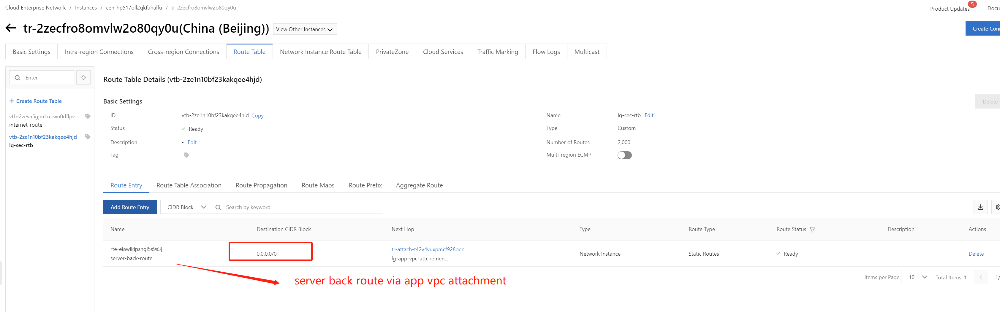 Cloud Enterprise Network / Instances / cen-hp517oll2qkfuhalfu / tr-2zecfro8omvlw2o80qy0u
Product Updates 5 Docu
tr-2zecfro8omvlw2o80qy0u(China (Beijing)) View Other Instances
Create Conn
Basic Settings Intra-region Connections Cross-region Connections Route Table Network Instance Route Table PrivateZone Cloud Services Traffic Marking Flow Logs Multicast
Enter
Create Route Table
vtb-2zeva5gjm1rcrwn0dflpv
internet-route
vtb-2ze1n10bf23kakqee4hjd
lg-sec-rtb
Route Table Details (vtb-2ze1n10bf23kakqee4hjd)
Basic Settings
Delete
ID vtb-2ze1n10bf23kakqee4hjd Copy Name lg-sec-rtb Edit
Status Ready Type Custom
Description - Edit Number of Routes 2,000
Tag Multi-region ECMP
Route Entry Route Table Association Route Propagation Route Maps Route Prefix Aggregate Route
Add Route Entry CIDR Block Search by keyword
Name Destination CIDR Block Next Hop Type Route Type Route Status Description Actions
rte-eiawlklpsngi5s9s3j
server-back-route
0.0.0.0/0
tr-attach-t42v4vuxpmcf928oen
lg-app-vpc-attchemen...
Network Instance Static Routes Ready - Delete
server back route via app vpc attachment
Items per Page 10 Total Items: 1 1/